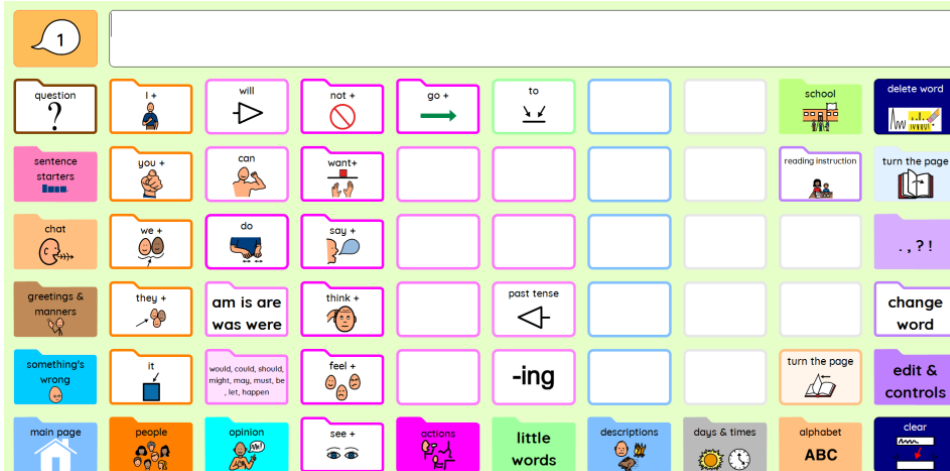 1
question
?
I +
will
not +
go +
to
school
delete word
sentence
starters
you +
can
want+
reading instruction
turn the page
chat
we +
do
say +
. , ? !
greetings &
manners
they +
am is are
was were
think +
past tense
change
word
something's
wrong
it
would, could, should,
might, may, must, be
, let, happen
feel +
-ing
turn the page
edit &
controls
main page
people
opinion
see +
actions
little
words
descriptions
days & times
alphabet
ABC
clear